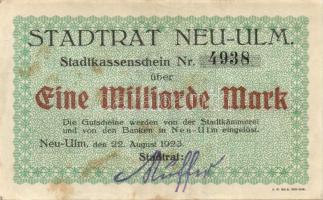 STADTRAT NEU-ULM.
Stadtkassenschein Nr. 4938
über
Eine Milliarde Mark
Die Gutscheine werden von der Stadtkämmerei
und von den Banken in Neu-Ulm eingelöst.
Neu-Ulm, den 22. August 1923.
Stadtrat: